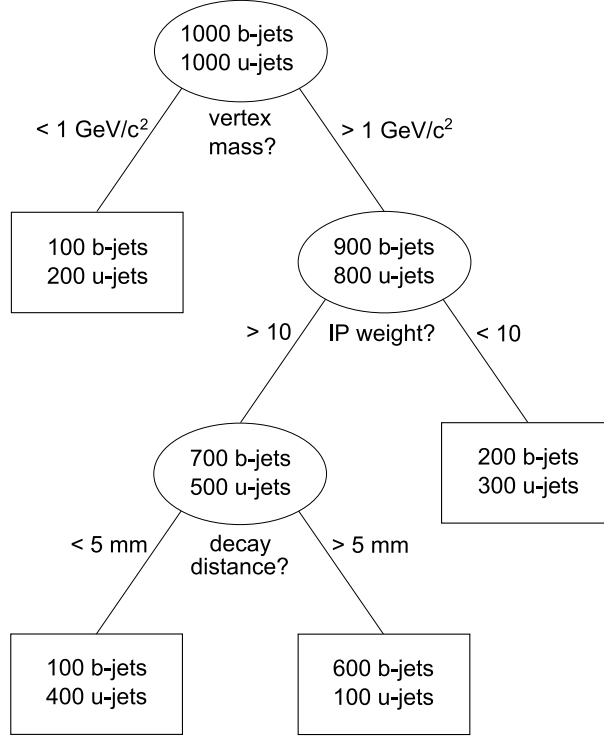 1000 b-jets
1000 u-jets
< 1 GeV/c²
vertex
mass?
> 1 GeV/c²
100 b-jets
200 u-jets
900 b-jets
800 u-jets
> 10
IP weight?
< 10
700 b-jets
500 u-jets
200 b-jets
300 u-jets
< 5 mm
decay
distance?
> 5 mm
100 b-jets
400 u-jets
600 b-jets
100 u-jets